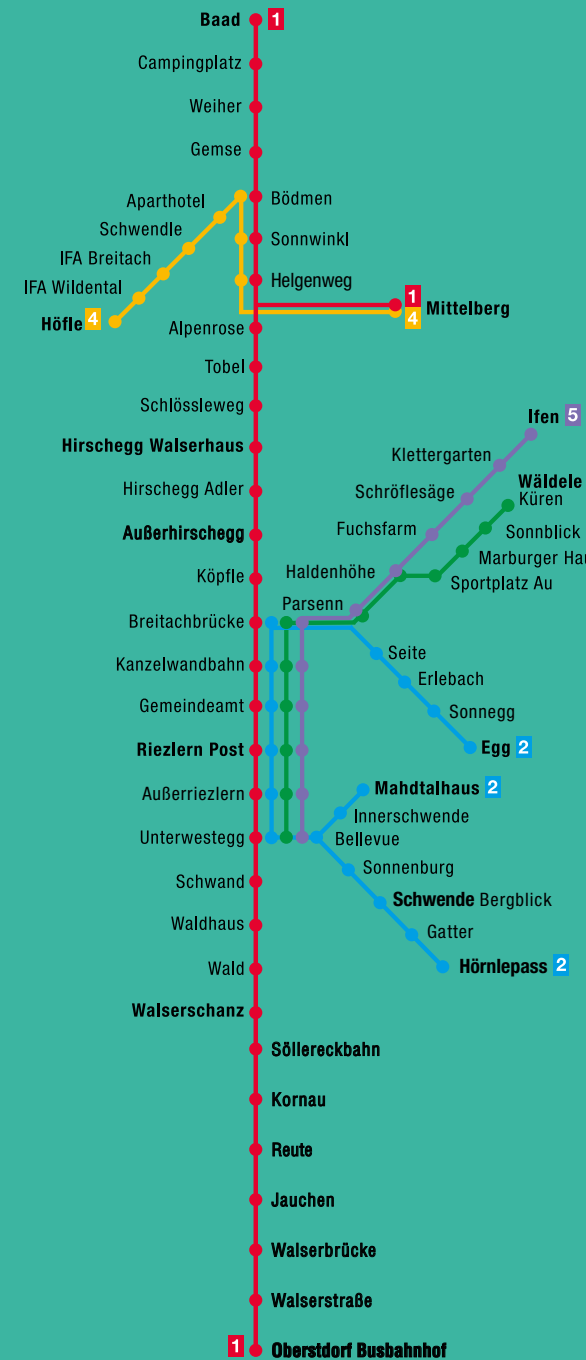 Baad 1
Campingplatz
Weiher
Gemse
Bödmen
Aparthotel
Schwendle
Sonnwinkl
IFA Breitach
Helgenweg
IFA Wildental
1
Mittelberg
4
Höfle 4
Alpenrose
Tobel
Schlössleweg
Ifen 5
Hirschegg Walserhaus
Klettergarten
Wäldele
Hirschegg Adler
Schröflesäge
Küren
Außerhirschegg
Fuchsfarm
Sonnblick
Marburger Hau
Köpfle
Haldenhöhe
Sportplatz Au
Parsenn
Breitachbrücke
Seite
Kanzelwandbahn
Erlebach
Gemeindeamt
Sonnegg
Riezlern Post
Egg 2
Außerriezlern
Mahdtalhaus 2
Innerschwende
Unterwestegg
Bellevue
Sonnenburg
Schwand
Schwende Bergblick
Waldhaus
Gatter
Wald
Hörnlepass 2
Walserschanz
Söllereckbahn
Kornau
Reute
Jauchen
Walserbrücke
Walserstraße
1 Oberstdorf Busbahnhof